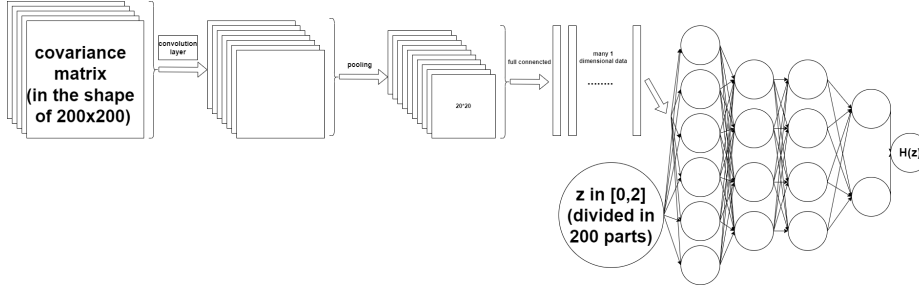 covariance
matrix
(in the shape
of 200x200)
convolution
layer
pooling
20*20
full connencted
many 1
dimensional data
........
z in [0,2]
(divided in
200 parts)
H(z)